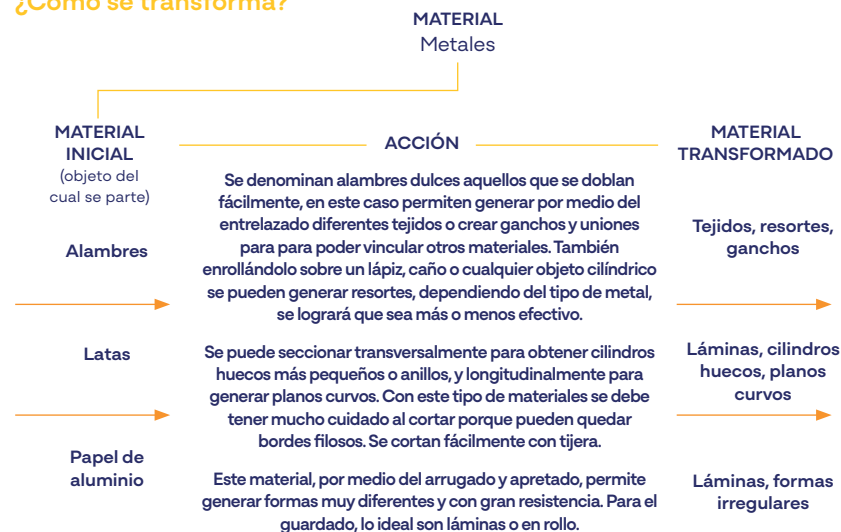 ¿Cómo se transforma?
MATERIAL
Metales
MATERIAL
INICIAL
(objeto del
cual se parte)
ACCIÓN
MATERIAL
TRANSFORMADO
Alambres
Se denominan alambres dulces aquellos que se doblan
fácilmente, en este caso permiten generar por medio del
entrelazado diferentes tejidos o crear ganchos y uniones
para para poder vincular otros materiales. También
enrollándolo sobre un lápiz, caño o cualquier objeto cilíndrico
se pueden generar resortes, dependiendo del tipo de metal,
se logrará que sea más o menos efectivo.
Tejidos, resortes,
ganchos
Latas
Se puede seccionar transversalmente para obtener cilindros
huecos más pequeños o anillos, y longitudinalmente para
generar planos curvos. Con este tipo de materiales se debe
tener mucho cuidado al cortar porque pueden quedar
bordes filosos. Se cortan fácilmente con tijera.
Láminas, cilindros
huecos, planos
curvos
Papel de
aluminio
Este material, por medio del arrugado y apretado, permite
generar formas muy diferentes y con gran resistencia. Para el
guardado, lo ideal son láminas o en rollo.
Láminas, formas
irregulares